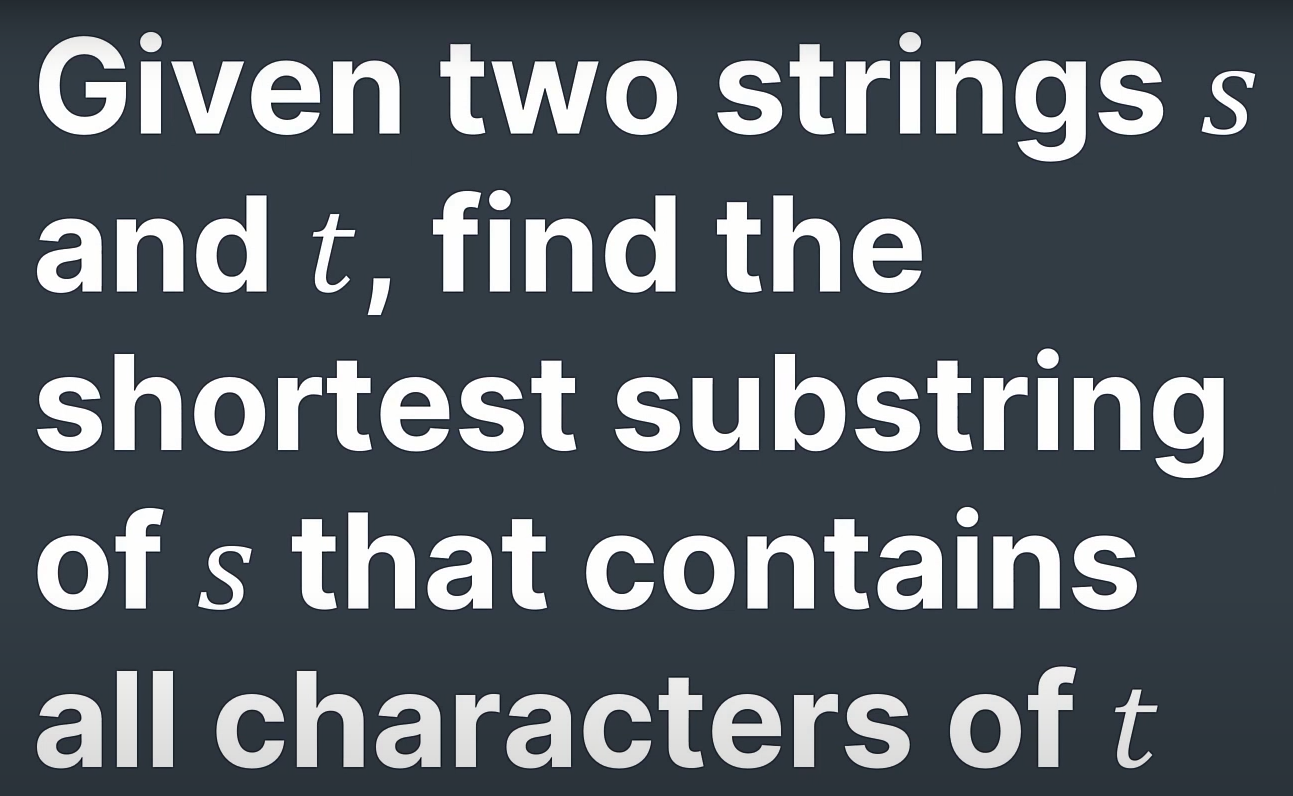 Given two strings s
and t, find the
shortest substring
of s that contains
all characters of t